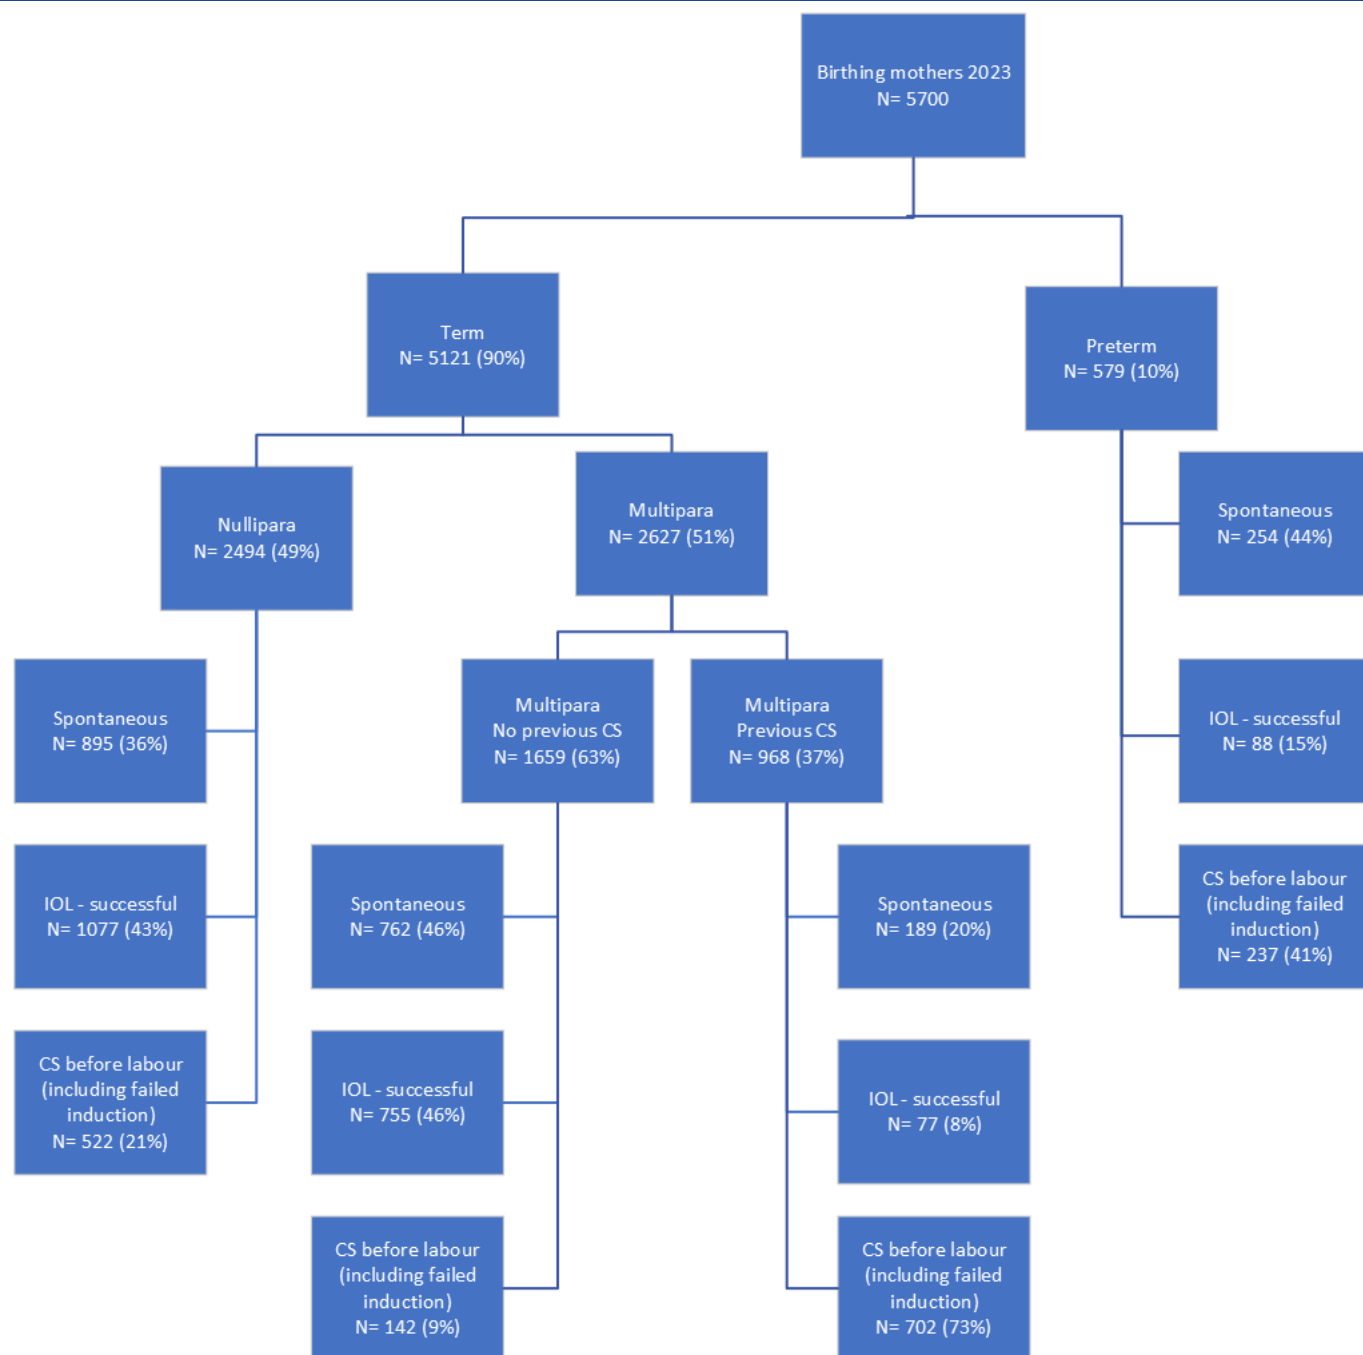 Birthing mothers 2023
N= 5700
Term
N= 5121 (90%)
Preterm
N= 579 (10%)
Nullipara
N= 2494 (49%)
Multipara
N= 2627 (51%)
Spontaneous
N= 254 (44%)
Spontaneous
N= 895 (36%)
Multipara
No previous CS
N= 1659 (63%)
Multipara
Previous CS
N= 968 (37%)
IOL - successful
N= 88 (15%)
IOL - successful
N= 1077 (43%)
Spontaneous
N= 762 (46%)
Spontaneous
N= 189 (20%)
CS before labour
(including failed
induction)
N= 237 (41%)
CS before labour
(including failed
induction)
N= 522 (21%)
IOL - successful
N= 755 (46%)
IOL - successful
N= 77 (8%)
CS before labour
(including failed
induction)
N= 142 (9%)
CS before labour
(including failed
induction)
N= 702 (73%)